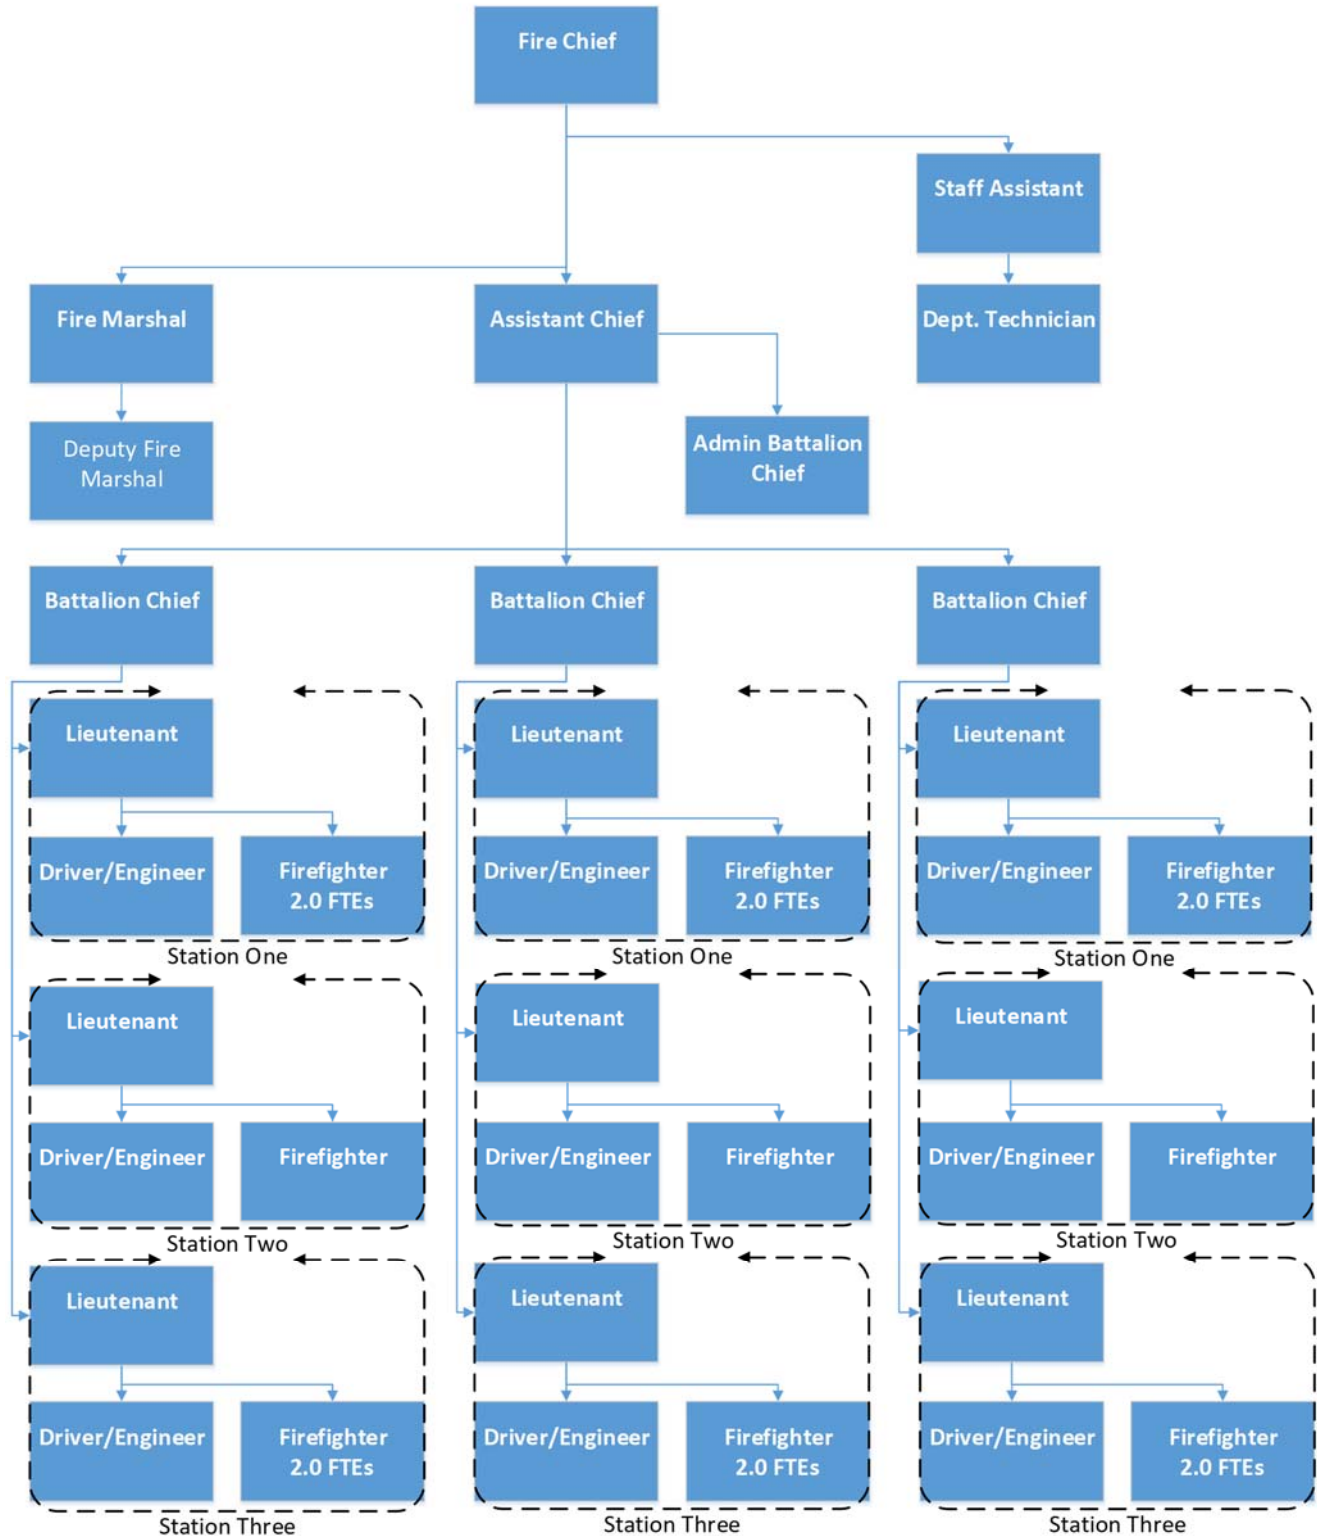 Fire Chief
Staff Assistant
Fire Marshal
Assistant Chief
Dept. Technician
Deputy Fire
Marshal
Admin Battalion
Chief
Battalion Chief
Battalion Chief
Battalion Chief
Lieutenant
Lieutenant
Lieutenant
Driver/Engineer
Firefighter
2.0 FTEs
Driver/Engineer
Firefighter
2.0 FTEs
Driver/Engineer
Firefighter
2.0 FTEs
Station One
Station One
Station One
Lieutenant
Lieutenant
Lieutenant
Driver/Engineer
Firefighter
Driver/Engineer
Firefighter
Driver/Engineer
Firefighter
Station Two
Station Two
Station Two
Lieutenant
Lieutenant
Lieutenant
Driver/Engineer
Firefighter
2.0 FTEs
Driver/Engineer
Firefighter
2.0 FTEs
Driver/Engineer
Firefighter
2.0 FTEs
Station Three
Station Three
Station Three